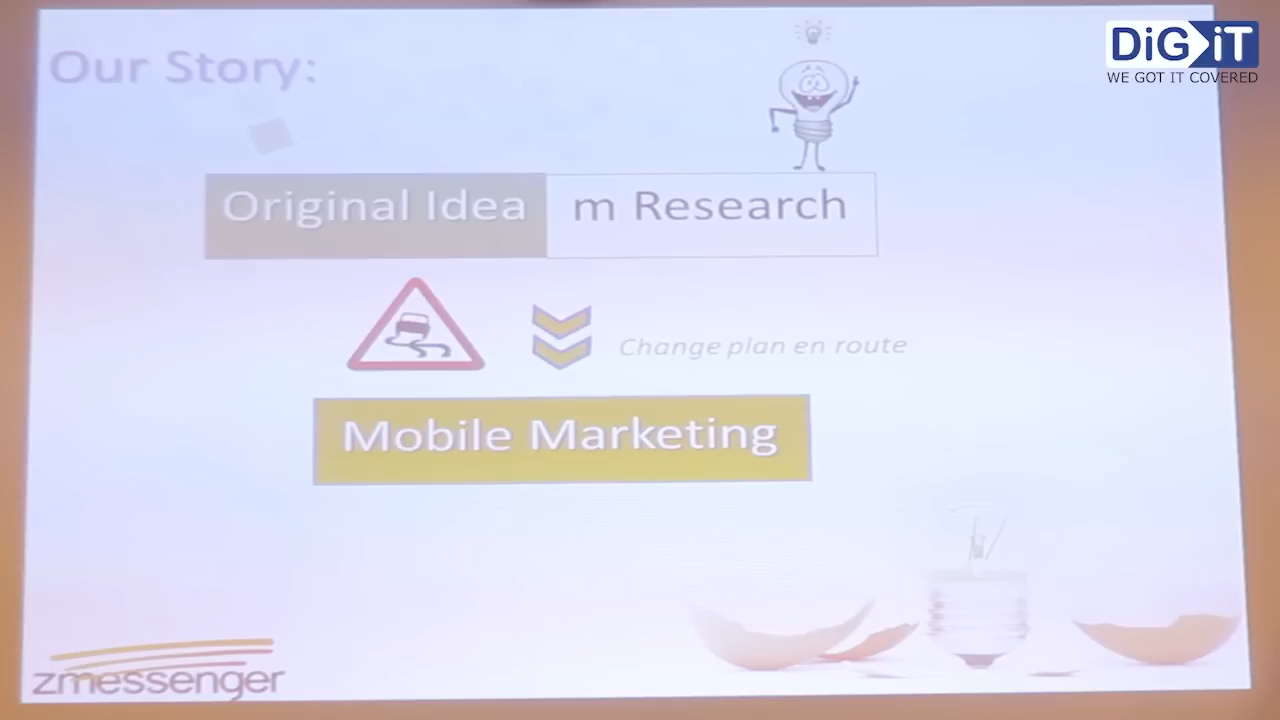 Our Story:
DiGiT
WE GOT IT COVERED
Original Idea
m Research
Change plan en route
Mobile Marketing
zmessenger